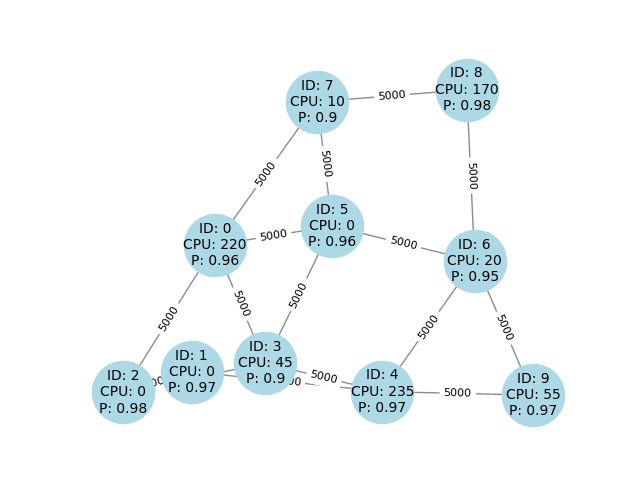 ID: 8
CPU: 170
P: 0.98
ID: 7
CPU: 10
P: 0.9
5000
5000
5000
5000
ID: 5
CPU: 0
P: 0.96
ID: 0
CPU: 220
P: 0.96
5000
5000
ID: 6
CPU: 20
P: 0.95
5000
5000
5000
5000
5000
ID: 3
CPU: 45
P: 0.9
ID: 1
CPU: 0
P: 0.97
5000
ID: 2
CPU: 0
P: 0.98
ID: 4
CPU: 235
P: 0.97
5000
ID: 9
CPU: 55
P: 0.97